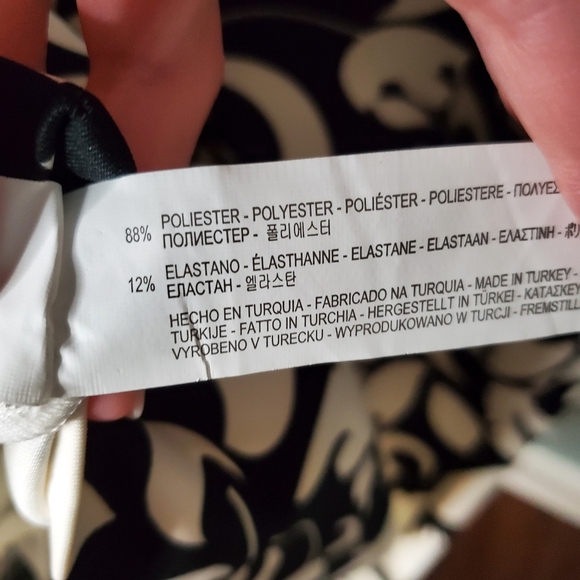 88% POLIESTER - POLYESTER - POLIÉSTER - POLIESTERE - ΠΟΛΥΕΣ
ПОЛИЕСТЕР - 폴리에스터
12% ELASTANO - ÉLASTHANNE - ELASTANE - ELASTAAN - ΕΛΑΣΤΙΝΗ -
ЕЛАСТАН - 엘라스탄
HECHO EN TURQUIA - FABRICADO NA TURQUIA - MADE IN TURKEY -
TURKIJE - FATTO IN TURCHIA - HERGESTELLT IN TÜRKEI - ΚΑΤΑΣΚΕΥ
VYROBENO V TURECKU - WYPRODUKOWANO W TURCJI - FREMSTILL